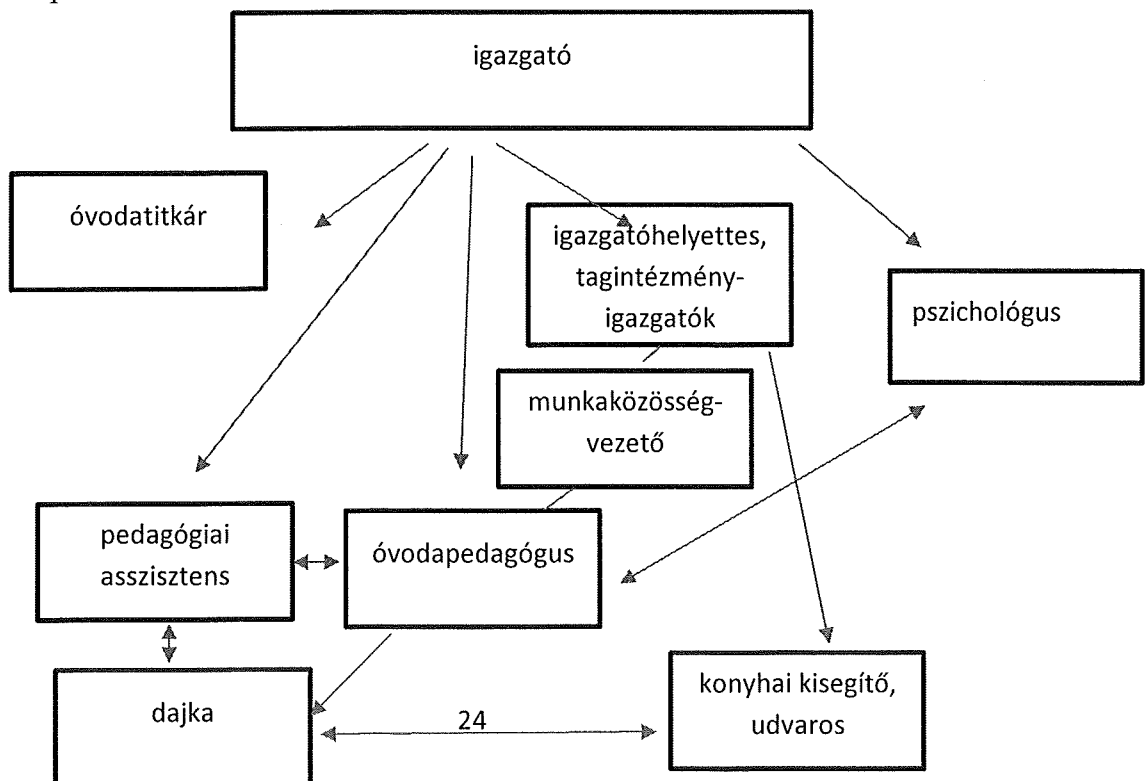 igazgató
óvodatitkár
igazgatóhelyettes,
tagintézmény-
igazgatók
pszichológus
munkaközösség-
vezető
pedagógiai
asszisztens
óvodapedagógus
dajka
24
konyhai kisegítő,
udvaros